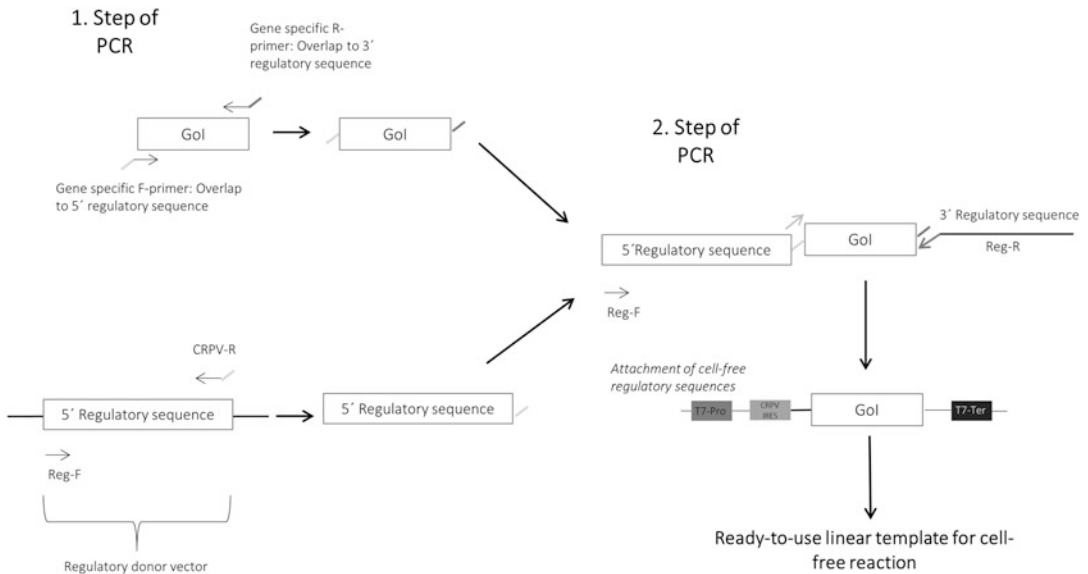 1. Step of
PCR
Gene specific R-
primer: Overlap to 3´
regulatory sequence
GoI
GoI
Gene specific F-primer: Overlap
to 5´ regulatory sequence
CRPV-R
5´ Regulatory sequence
5´ Regulatory sequence
Reg-F
Regulatory donor vector
2. Step of
PCR
3´ Regulatory sequence
5´Regulatory sequence
GoI
Reg-R
Reg-F
Attachment of cell-free
regulatory sequences
T7-Pro
CRPV
IRES
GoI
T7-Ter
Ready-to-use linear template for cell-
free reaction